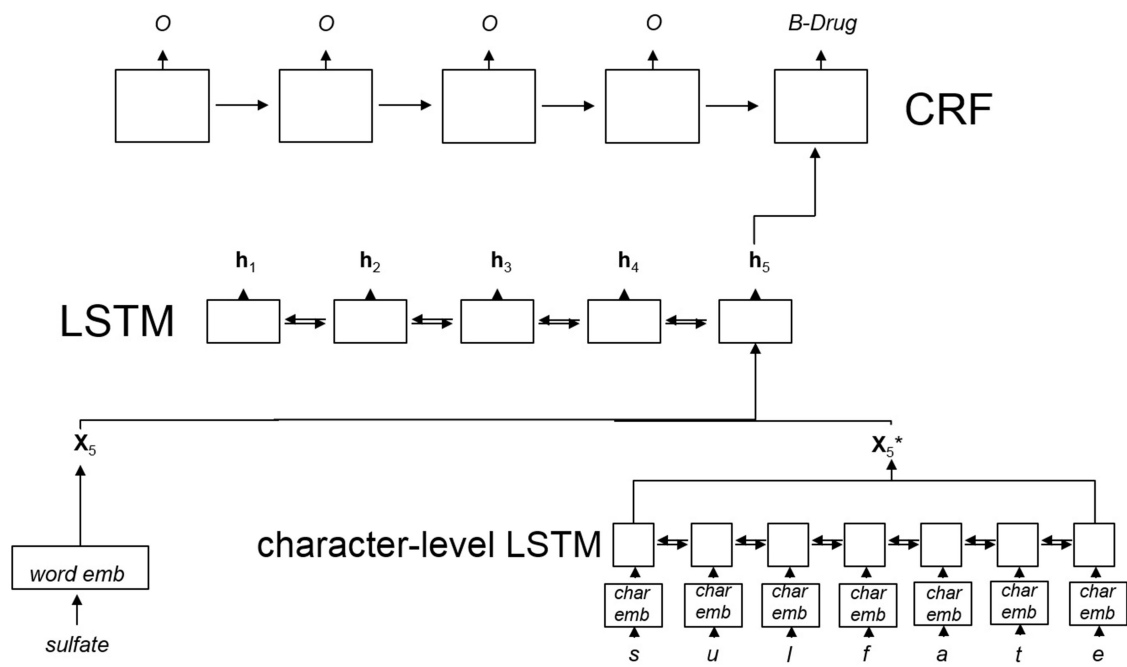 O O O O B-Drug
CRF
h1 h2 h3 h4 h5
LSTM
X5 X5*
character-level LSTM
word emb
char emb char emb char emb char emb char emb char emb char emb
sulfate
s u l f a t e